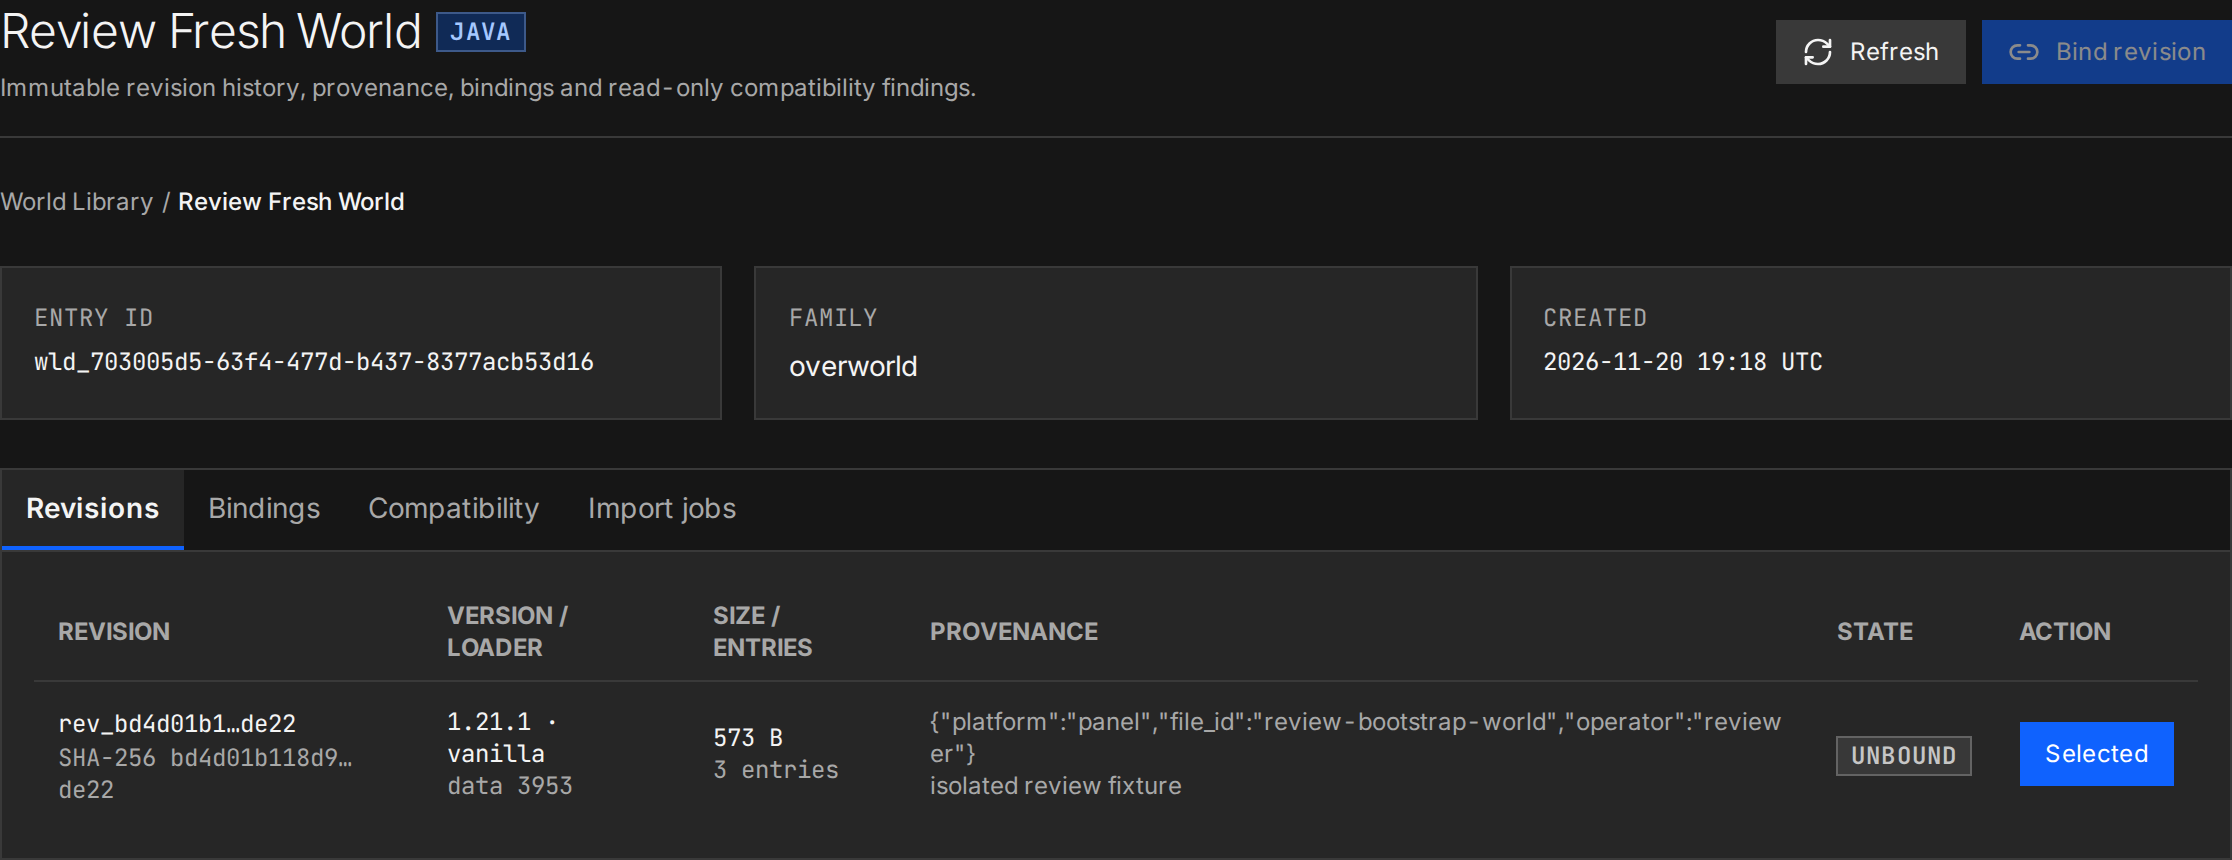 Review Fresh World JAVA
Refresh
Bind revision
Immutable revision history, provenance, bindings and read-only compatibility findings.
World Library / Review Fresh World
ENTRY ID
wld_703005d5-63f4-477d-b437-8377acb53d16
FAMILY
overworld
CREATED
2026-11-20 19:18 UTC
Revisions Bindings Compatibility Import jobs
REVISION
VERSION /
LOADER
SIZE /
ENTRIES
PROVENANCE
STATE
ACTION
rev_bd4d01b1…de22
SHA-256 bd4d01b118d9…
de22
1.21.1 ·
vanilla
data 3953
573 B
3 entries
{"platform":"panel","file_id":"review-bootstrap-world","operator":"review
er"}
isolated review fixture
UNBOUND
Selected